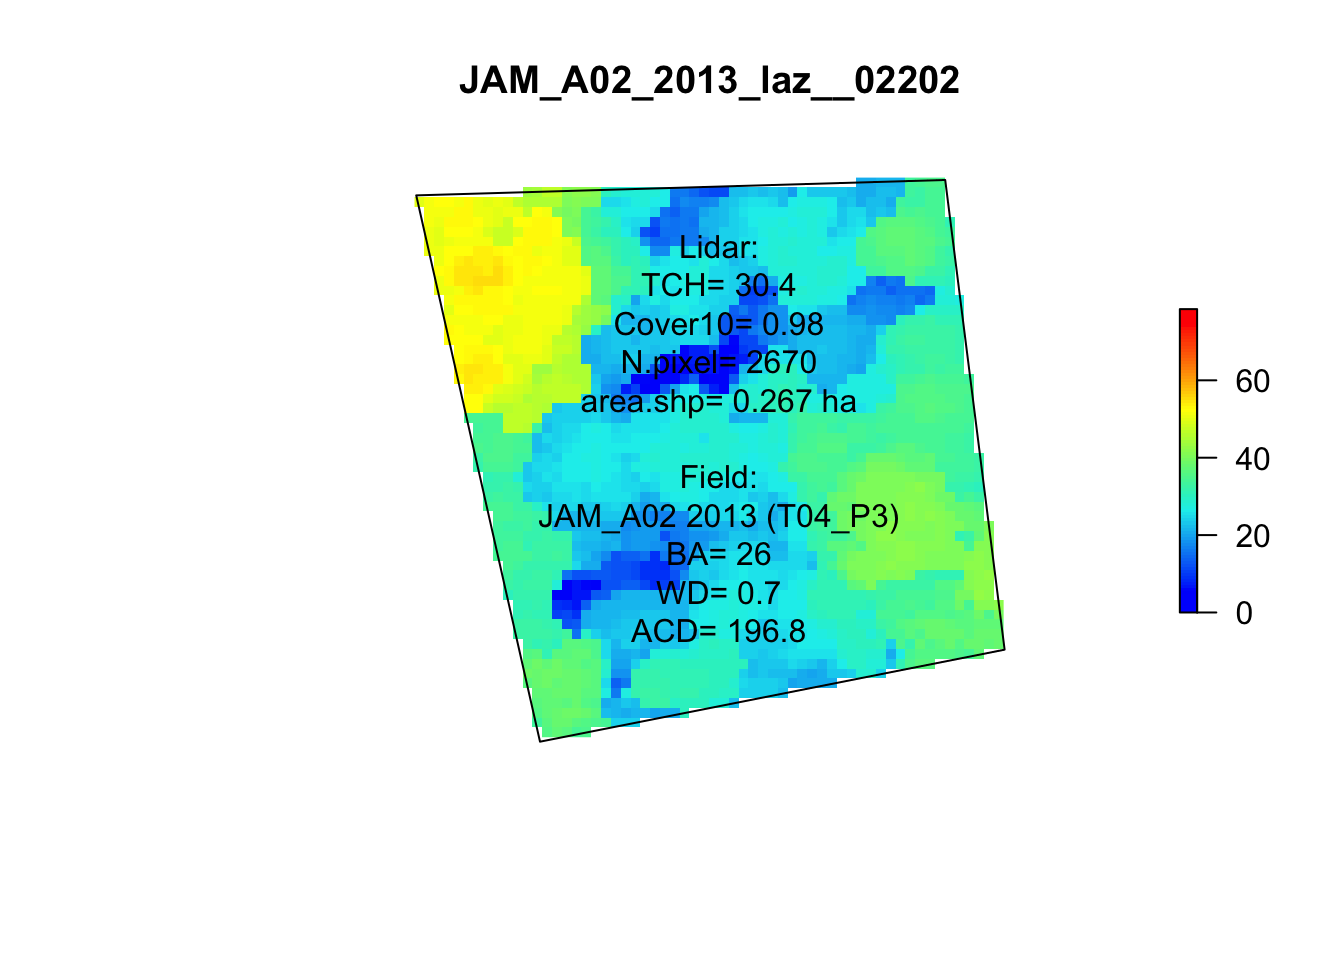 JAM_A02_2013_laz__02202
Lidar:
TCH= 30.4
Cover10= 0.98
N.pixel= 2670
area.shp= 0.267 ha
Field:
JAM_A02 2013 (T04_P3)
BA= 26
WD= 0.7
ACD= 196.8
60
40
20
0